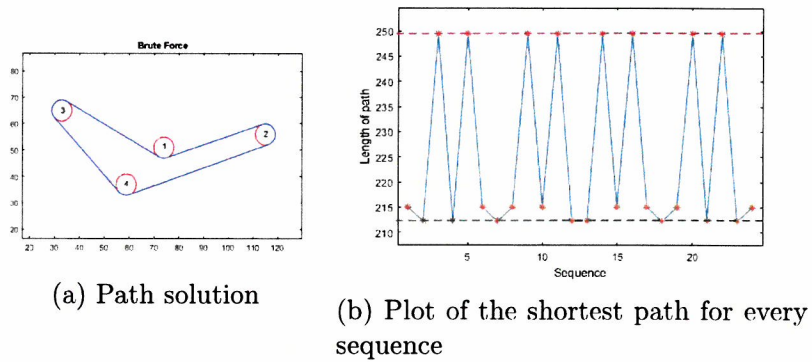 Brute Force
80
70
60
50
40
30
20
3
1
2
4
20 30 40 50 60 70 80 90 100 110 120
(a) Path solution
250
245
240
235
230
225
220
215
210
Length of path
5 10 15 20
Sequence
(b) Plot of the shortest path for every
sequence